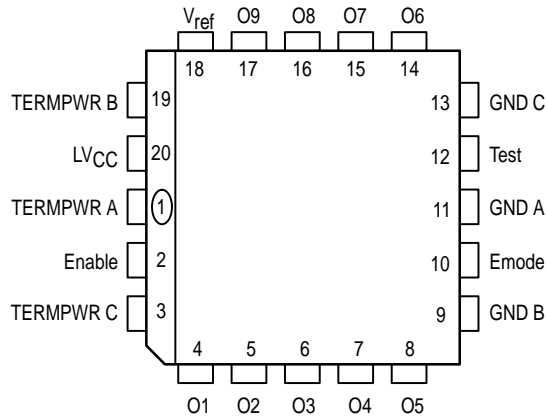 Vref O9 O8 O7 O6
18 17 16 15 14
TERMPWR B 19 13 GND C
LVCC 20 12 Test
TERMPWR A 1 11 GND A
Enable 2 10 Emode
TERMPWR C 3 9 GND B
4 5 6 7 8
O1 O2 O3 O4 O5